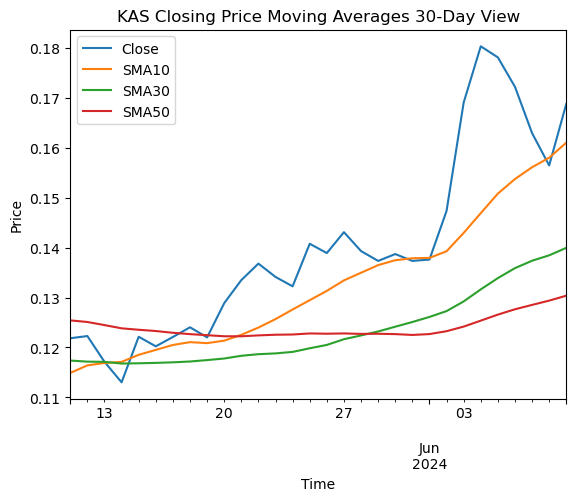 KAS Closing Price Moving Averages 30-Day View
Close
SMA10
SMA30
SMA50
0.18
0.17
0.16
0.15
0.14
0.13
0.12
0.11
Price
13
20
27
03
Jun
2024
Time